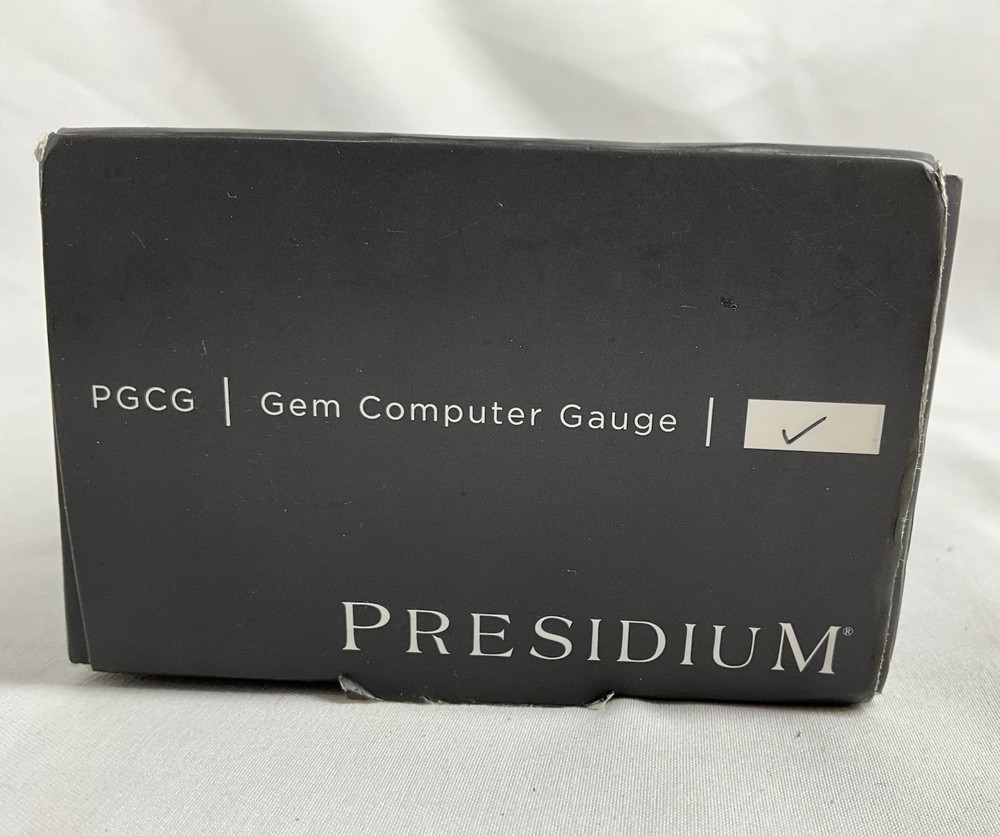 PGCG | Gem Computer Gauge | ✓
PRESIDIUM®